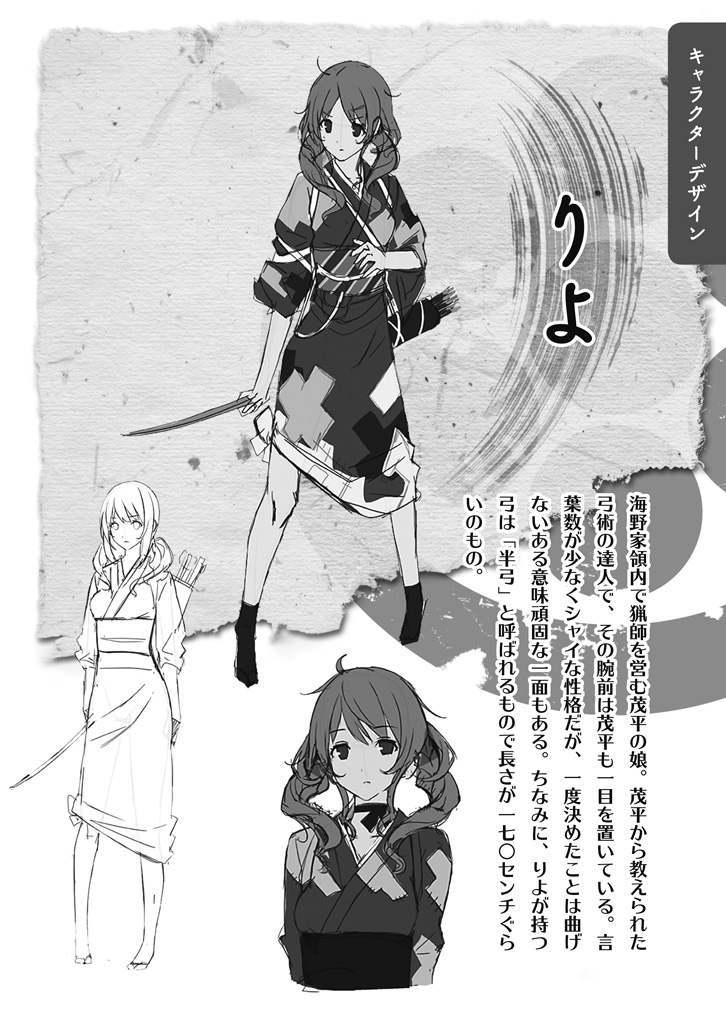 キャラクターデザイン
りよ
海野家領内で猟師を営む茂平の娘。茂平から教えられた
弓術の達人で、その腕前は茂平も一目を置いている。言
葉数が少なくシャイな性格だが、一度決めたことは曲げ
ないある意味頑固な一面もある。ちなみに、りよが持つ
弓は「半弓」と呼ばれるもので長さが一七〇センチぐら
いのもの。